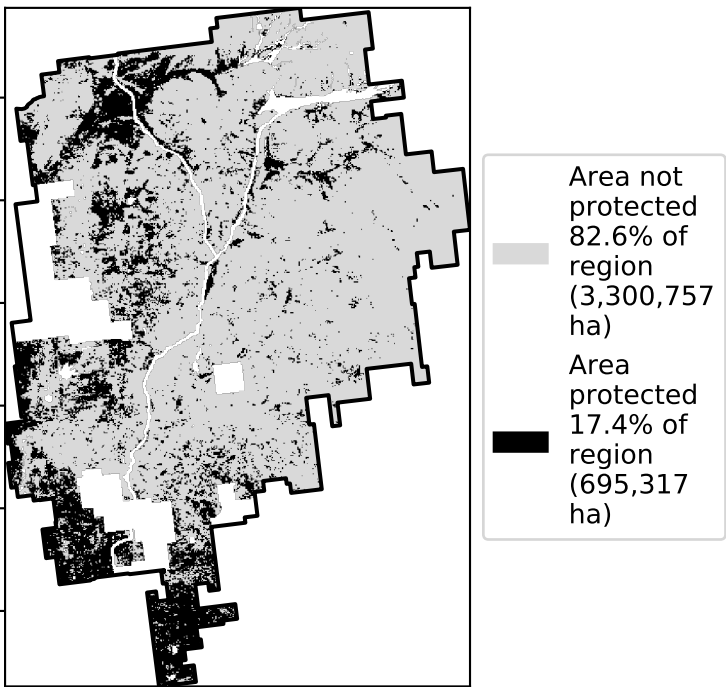 Area not
protected
82.6% of
region
(3,300,757
ha)
Area
protected
17.4% of
region
(695,317
ha)